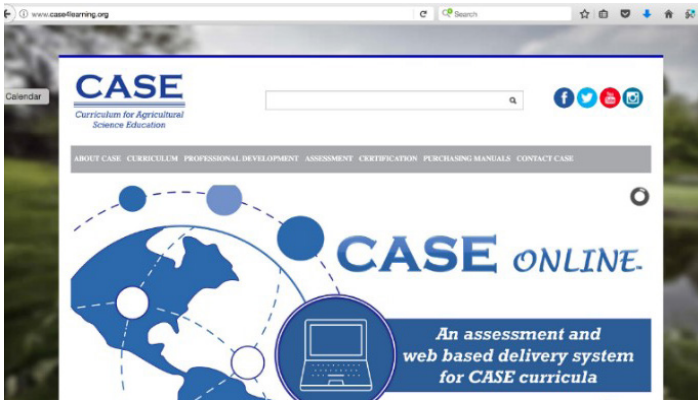 www.case4learning.org
Search
Calendar
CASE
Curriculum for Agricultural
Science Education
ABOUT CASE CURRICULUM PROFESSIONAL DEVELOPMENT ASSESSMENT CERTIFICATION PURCHASING MANUALS CONTACT CASE
CASE ONLINE
An assessment and
web based delivery system
for CASE curricula